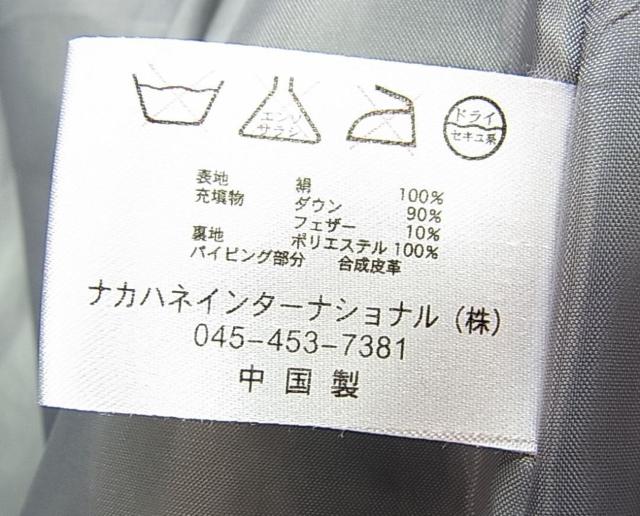 エンソ
サラシ
ドライ
セキユ系
表地 絹 100%
充填物 ダウン 90%
フェザー 10%
裏地 ポリエステル 100%
パイピング部分 合成皮革
ナカハネインターナショナル（株）
045-453-7381
中国製